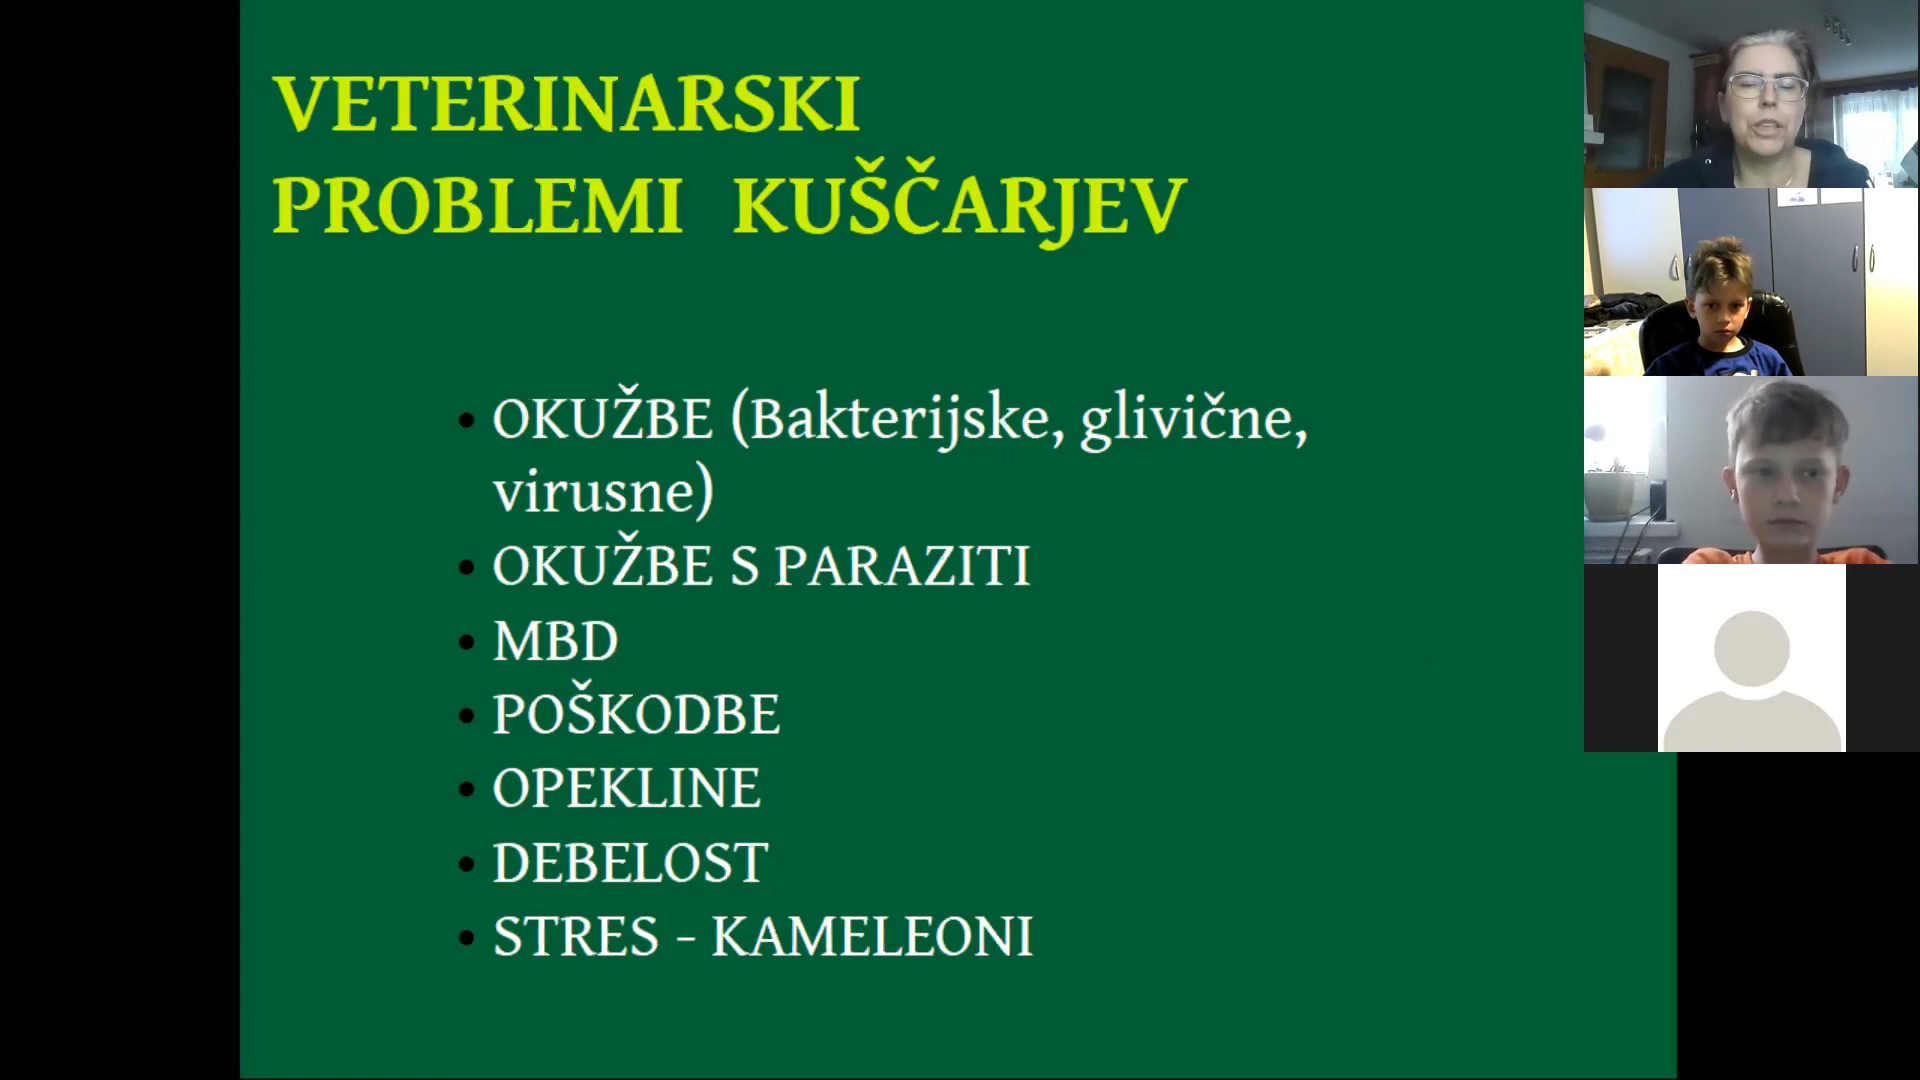 VETERINARSKI
PROBLEMI KUŠČARJEV
• OKUŽBE (Bakterijske, glivične,
virusne)
• OKUŽBE S PARAZITI
• MBD
• POŠKODBE
• OPEKLINE
• DEBELOST
• STRES - KAMELEONI